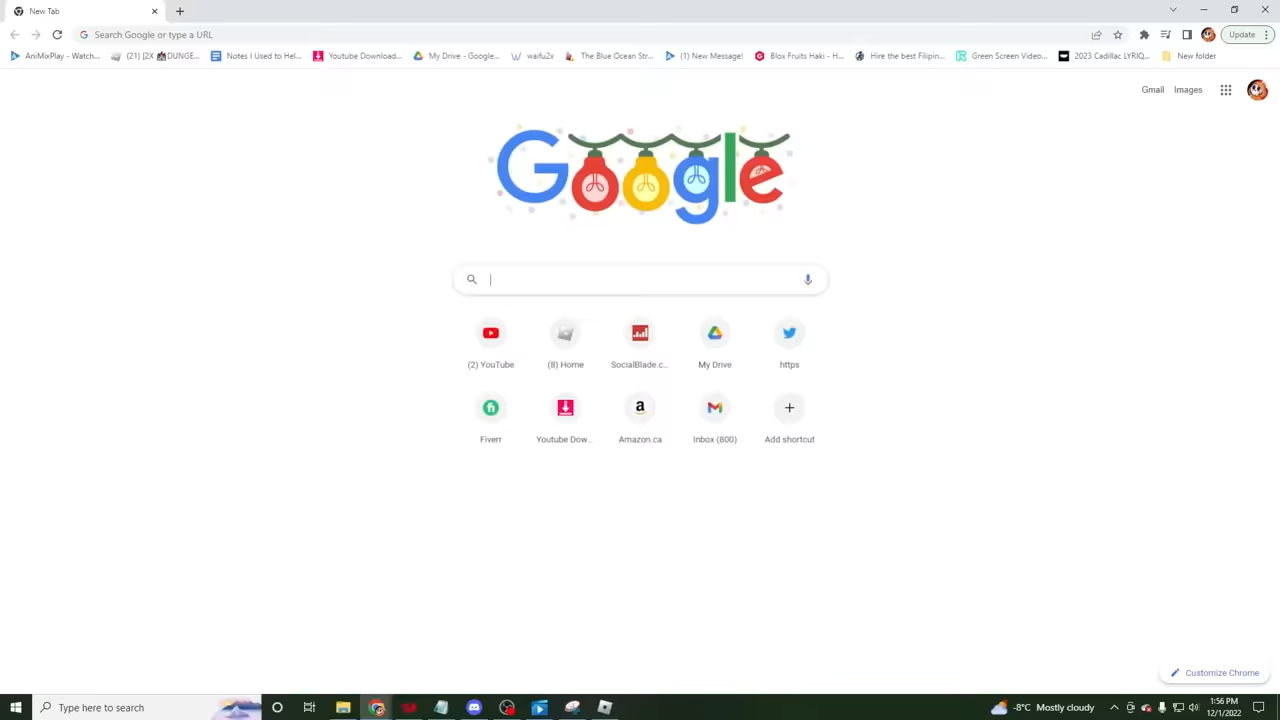 New Tab
Search Google or type a URL
Update
AniMixPlay - Watch...
(21) [2X 🏰DUNGE...
Notes I Used to Hel...
Youtube Download...
My Drive - Google...
waifu2x
The Blue Ocean Str...
(1) New Message!
Blox Fruits Haki - H...
Hire the best Filipin...
Green Screen Video...
2023 Cadillac LYRIQ...
New folder
Gmail
Images
Google
(2) YouTube
(8) Home
SocialBlade.c...
My Drive
https
Fiverr
Youtube Dow...
Amazon.ca
Inbox (800)
Add shortcut
Customize Chrome
Type here to search
-8°C Mostly cloudy
1:56 PM
12/1/2022